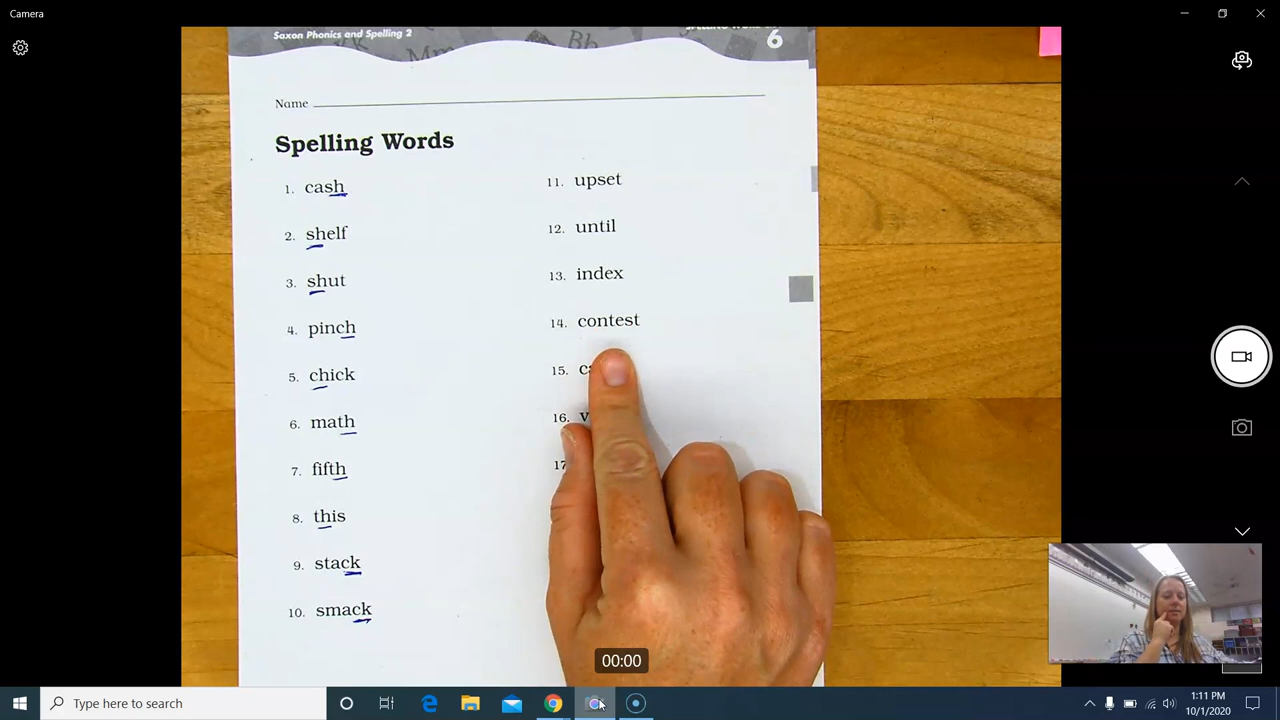 Camera
Saxon Phonics and Spelling 2
6
Name
Spelling Words
1. cash
2. shelf
3. shut
4. pinch
5. chick
6. math
7. fifth
8. this
9. stack
10. smack
11. upset
12. until
13. index
14. contest
15.
16.
17
00:00
Type here to search
1:11 PM
10/1/2020